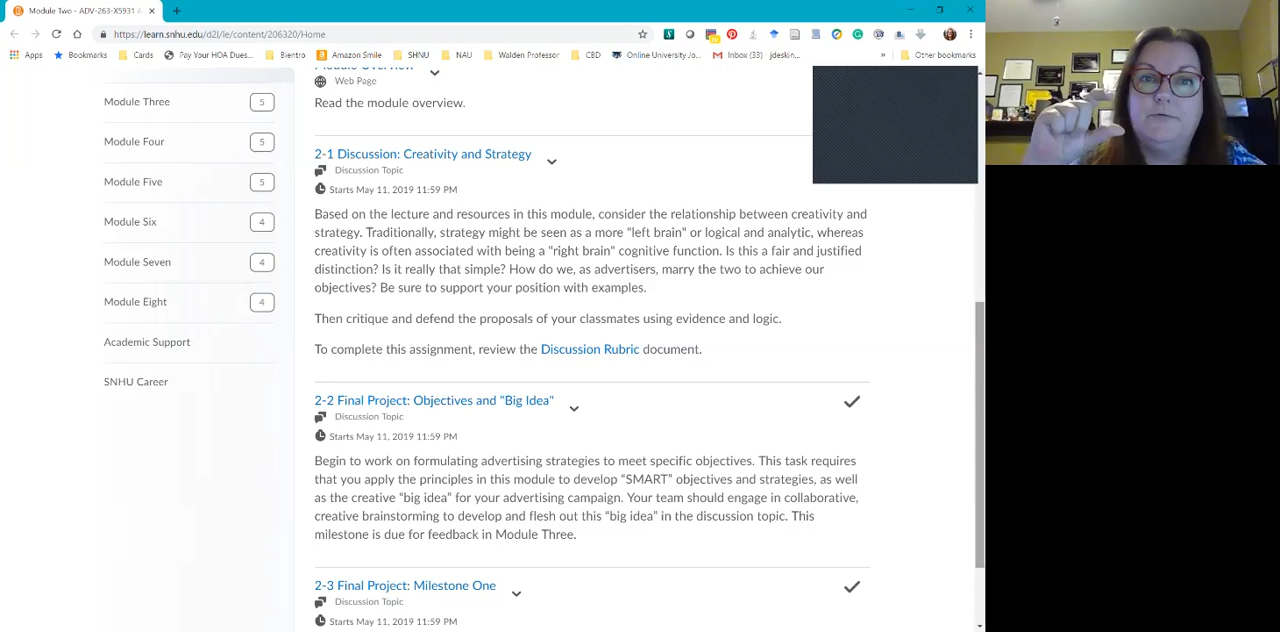 Module Two - ADV-263-X5931 A
https://learn.snhu.edu/d2l/le/content/206320/Home
Apps
Bookmarks
Cards
Pay Your HOA Dues...
Bientro
Amazon Smile
SHNU
NAU
Walden Professor
CBD
Online University Jo...
Inbox (33)
jdeskin...
»
Other bookmarks
Module Overview
Web Page
Read the module overview.
Module Three
5
Module Four
5
Module Five
5
Module Six
4
Module Seven
4
Module Eight
4
Academic Support
SNHU Career
2-1 Discussion: Creativity and Strategy
Discussion Topic
Starts May 11, 2019 11:59 PM
Based on the lecture and resources in this module, consider the relationship between creativity and
strategy. Traditionally, strategy might be seen as a more "left brain" or logical and analytic, whereas
creativity is often associated with being a "right brain" cognitive function. Is this a fair and justified
distinction? Is it really that simple? How do we, as advertisers, marry the two to achieve our
objectives? Be sure to support your position with examples.
Then critique and defend the proposals of your classmates using evidence and logic.
To complete this assignment, review the Discussion Rubric document.
2-2 Final Project: Objectives and "Big Idea"
Discussion Topic
Starts May 11, 2019 11:59 PM
Begin to work on formulating advertising strategies to meet specific objectives. This task requires
that you apply the principles in this module to develop “SMART” objectives and strategies, as well
as the creative “big idea” for your advertising campaign. Your team should engage in collaborative,
creative brainstorming to develop and flesh out this “big idea” in the discussion topic. This
milestone is due for feedback in Module Three.
2-3 Final Project: Milestone One
Discussion Topic
Starts May 11, 2019 11:59 PM